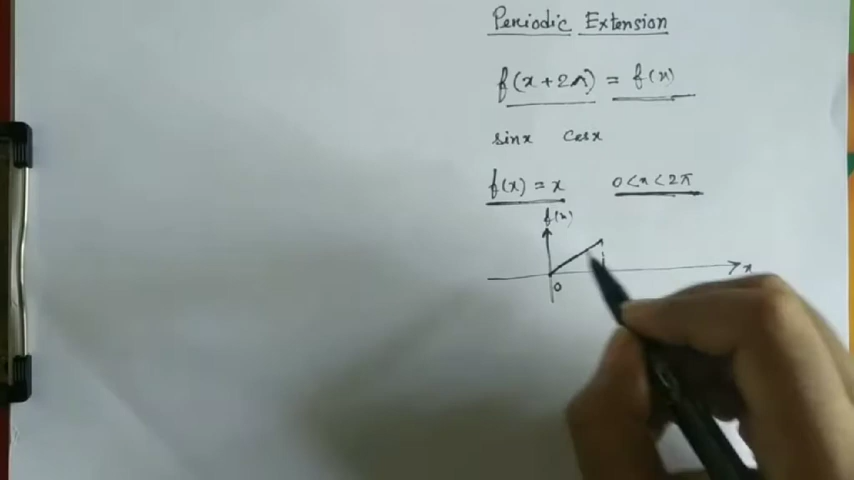 Periodic Extension
f(x+2π) = f(x)
sinx cosx
f(x) = x 0<x<2π
f(x)
x
0